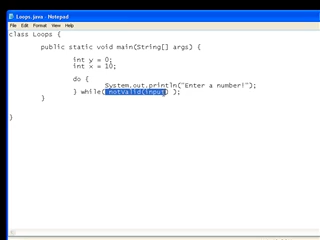 Loops.java - Notepad
File Edit Format View Help
class Loops {
public static void main(String[] args) {
int y = 0;
int x = 10;
do {
System.out.println("Enter a number!");
} while( notValid(input) );
}
}